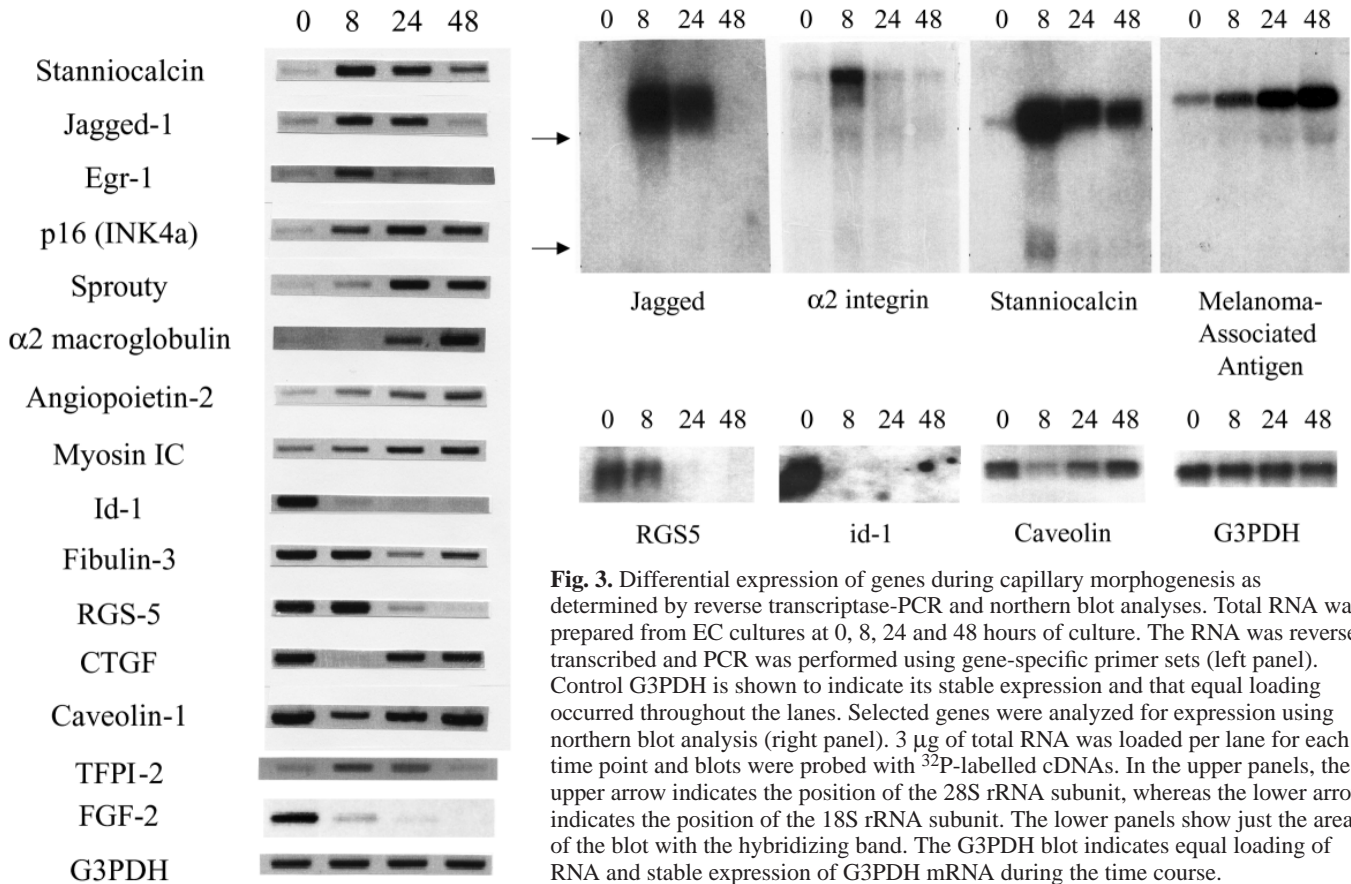 0 8 24 48
Stanniocalcin
Jagged-1
Egr-1
p16 (INK4a)
Sprouty
α2 macroglobulin
Angiopoietin-2
Myosin IC
Id-1
Fibulin-3
RGS-5
CTGF
Caveolin-1
TFPI-2
FGF-2
G3PDH
0 8 24 48 0 8 24 48 0 8 24 48 0 8 24 48
Jagged α2 integrin Stanniocalcin Melanoma-
Associated
Antigen
0 8 24 48 0 8 24 48 0 8 24 48 0 8 24 48
RGS5 id-1 Caveolin G3PDH
Fig. 3. Differential expression of genes during capillary morphogenesis as
determined by reverse transcriptase-PCR and northern blot analyses. Total RNA wa
prepared from EC cultures at 0, 8, 24 and 48 hours of culture. The RNA was reverse
transcribed and PCR was performed using gene-specific primer sets (left panel).
Control G3PDH is shown to indicate its stable expression and that equal loading
occurred throughout the lanes. Selected genes were analyzed for expression using
northern blot analysis (right panel). 3 μg of total RNA was loaded per lane for each
time point and blots were probed with ³²P-labelled cDNAs. In the upper panels, the
upper arrow indicates the position of the 28S rRNA subunit, whereas the lower arro
indicates the position of the 18S rRNA subunit. The lower panels show just the area
of the blot with the hybridizing band. The G3PDH blot indicates equal loading of
RNA and stable expression of G3PDH mRNA during the time course.